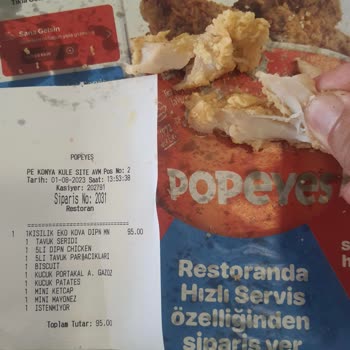 Sana Gelsin
POPEYES
PE KONYA KULE SITE AVM Pos No: 2
Tarih: 01-08-2023 Saat: 13:53:38
Kasiyer: 202791
Sipariş No: 2031
Restoran
1 1KISILIK EKO KOVA DIPN MN 95.00
1 TAVUK SERIDI
1 5LI DIPN CHICKEN
1 5LI TAVUK PARÇACIKLARI
1 BISCUIT
1 KUCUK PORTAKAL A. GAZOZ
1 KUCUK PATATES
1 MINI KETCAP
1 MINI MAYONEZ
1 ISTENMIYOR
Toplam Tutar: 95.00
POPEYES
Restoranda
Hızlı Servis
özelliğinden
sipariş ver